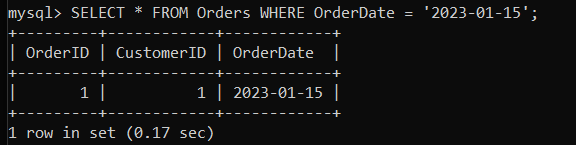 mysql> SELECT * FROM Orders WHERE OrderDate = '2023-01-15';
+---------+------------+------------+
| OrderID | CustomerID | OrderDate  |
+---------+------------+------------+
|       1 |          1 | 2023-01-15 |
+---------+------------+------------+
1 row in set (0.17 sec)